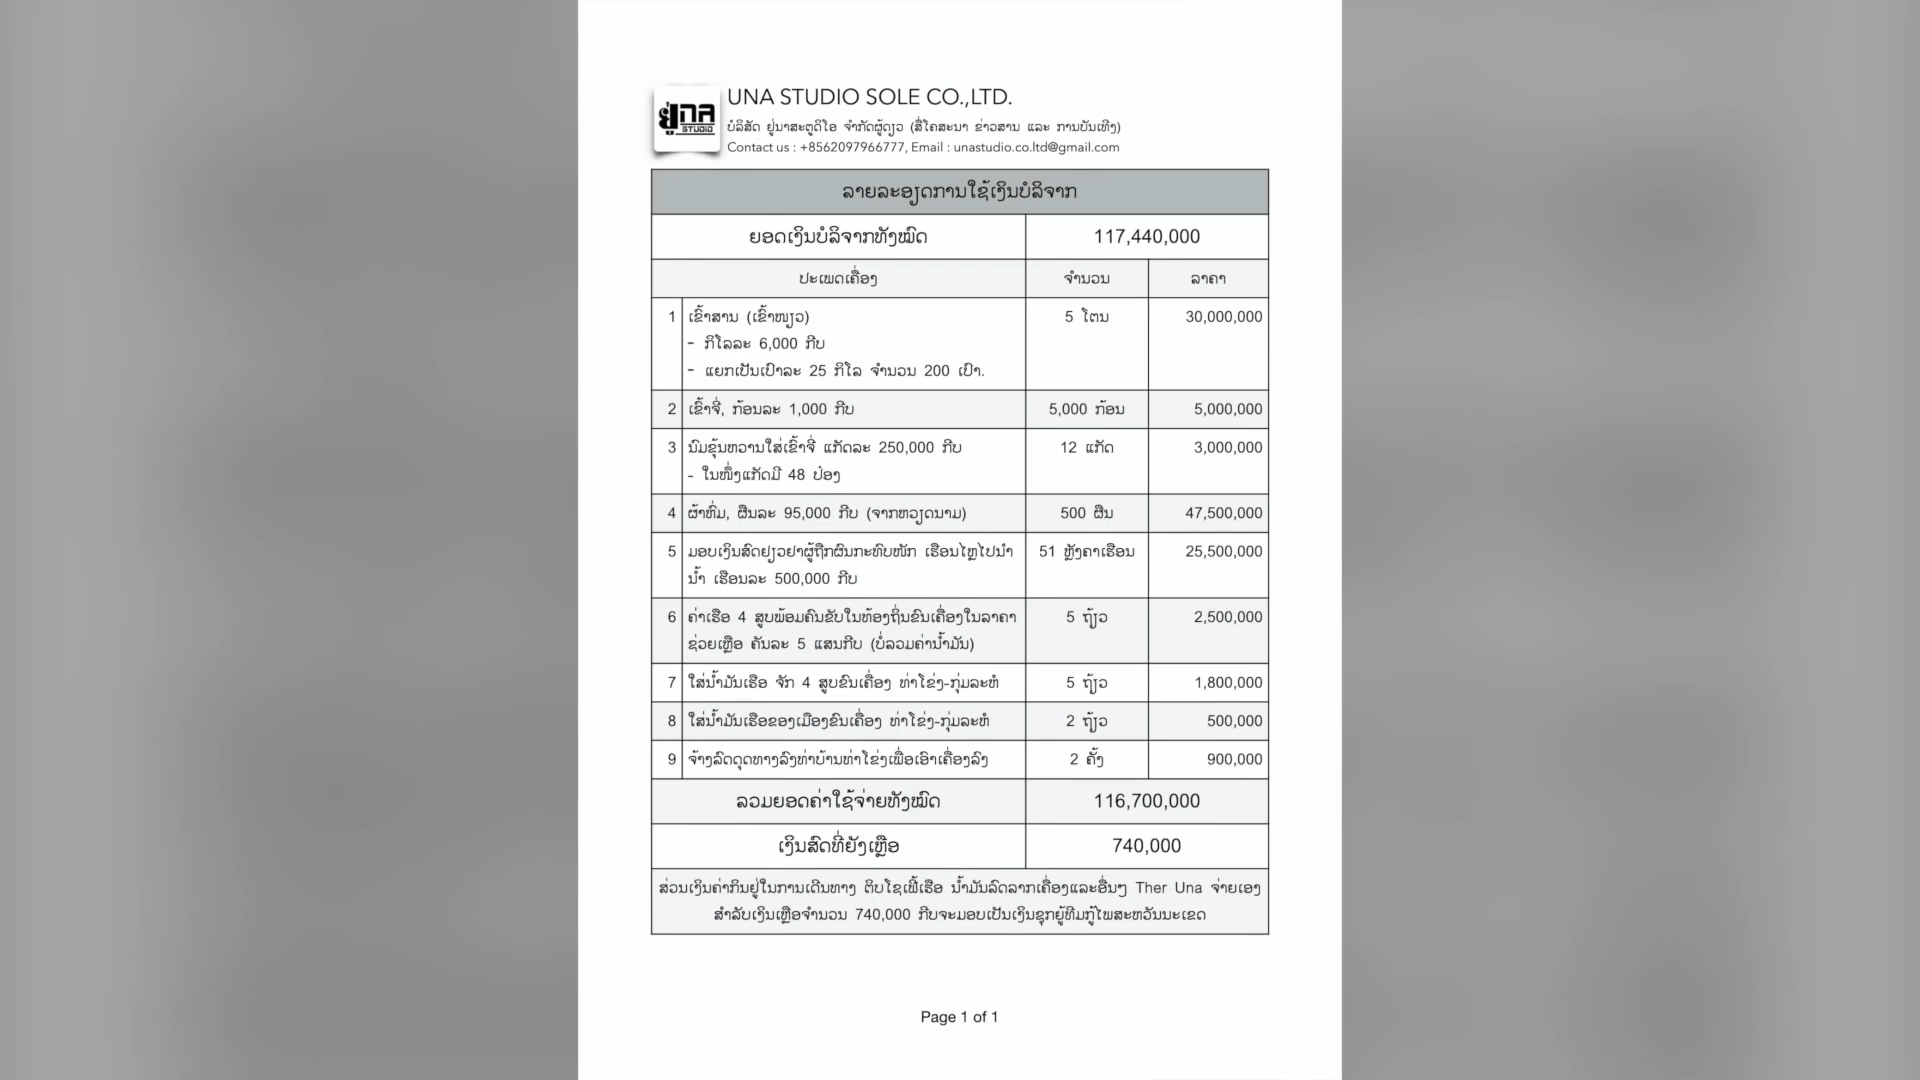 ຢູ່ນາ
STUDIO
UNA STUDIO SOLE CO.,LTD.
ບໍລິສັດ ຢູ່ນາສະຕູດິໂອ ຈຳກັດຜູ້ດຽວ (ສື່ໂຄສະນາ ຂ່າວສານ ແລະ ການບັນເທີງ)
Contact us : +8562097966777, Email : unastudio.co.ltd@gmail.com
ລາຍລະອຽດການໃຊ້ເງິນບໍລິຈາກ
ຍອດເງິນບໍລິຈາກທັງໝົດ 117,440,000
ປະເພດເຄື່ອງ ຈຳນວນ ລາຄາ
1 ເຂົ້າສານ (ເຂົ້າໜຽວ) 5 ໂຕນ 30,000,000
- ກິໂລລະ 6,000 ກີບ
- ແຍກເປັນເປົາລະ 25 ກິໂລ ຈຳນວນ 200 ເປົາ.
2 ເຂົ້າຈີ່, ກ້ອນລະ 1,000 ກີບ 5,000 ກ້ອນ 5,000,000
3 ນົມຂຸ້ນຫວານໃສ່ເຂົ້າຈີ່ ແກັດລະ 250,000 ກີບ 12 ແກັດ 3,000,000
- ໃນໜຶ່ງແກັດມີ 48 ປ໋ອງ
4 ຜ້າຫົ່ມ, ຜືນລະ 95,000 ກີບ (ຈາກຫວຽດນາມ) 500 ຜືນ 47,500,000
5 ມອບເງິນສົດຢຽວຢາຜູ້ຖືກຜົນກະທົບໜັກ ເຮືອນໄຫຼໄປນຳ 51 ຫຼັງຄາເຮືອນ 25,500,000
ນ້ຳ ເຮືອນລະ 500,000 ກີບ
6 ຄ່າເຮືອ 4 ສູບພ້ອມຄົນຂັບໃນທ້ອງຖິ່ນຂົນເຄື່ອງໃນລາຄາ 5 ຖ້ຽວ 2,500,000
ຊ່ວຍເຫຼືອ ຄັນລະ 5 ແສນກີບ (ບໍ່ລວມຄ່ານ້ຳມັນ)
7 ໃສ່ນ້ຳມັນເຮືອ ຈັກ 4 ສູບຂົນເຄື່ອງ ທ່າໂຂ່ງ-ກຸ່ມລະຫໍ 5 ຖ້ຽວ 1,800,000
8 ໃສ່ນ້ຳມັນເຮືອຂອງເມືອງຂົນເຄື່ອງ ທ່າໂຂ່ງ-ກຸ່ມລະຫໍ 2 ຖ້ຽວ 500,000
9 ຈ້າງລົດດຸດທາງລົງທ່າບ້ານທ່າໂຂ່ງເພື່ອເອົາເຄື່ອງລົງ 2 ຄັ້ງ 900,000
ລວມຍອດຄ່າໃຊ້ຈ່າຍທັງໝົດ 116,700,000
ເງິນສົດທີ່ຍັງເຫຼືອ 740,000
ສ່ວນເງິນຄ່າກິນຢູ່ໃນການເດີນທາງ ຕິບໂຊເຟີ້ເຮືອ ນ້ຳມັນລົດລາກເຄື່ອງແລະອື່ນໆ Ther Una ຈ່າຍເອງ
ສຳລັບເງິນເຫຼືອຈຳນວນ 740,000 ກີບຈະມອບເປັນເງິນຊຸກຍູ້ທີມກູ້ໄພສະຫວັນນະເຂດ
Page 1 of 1